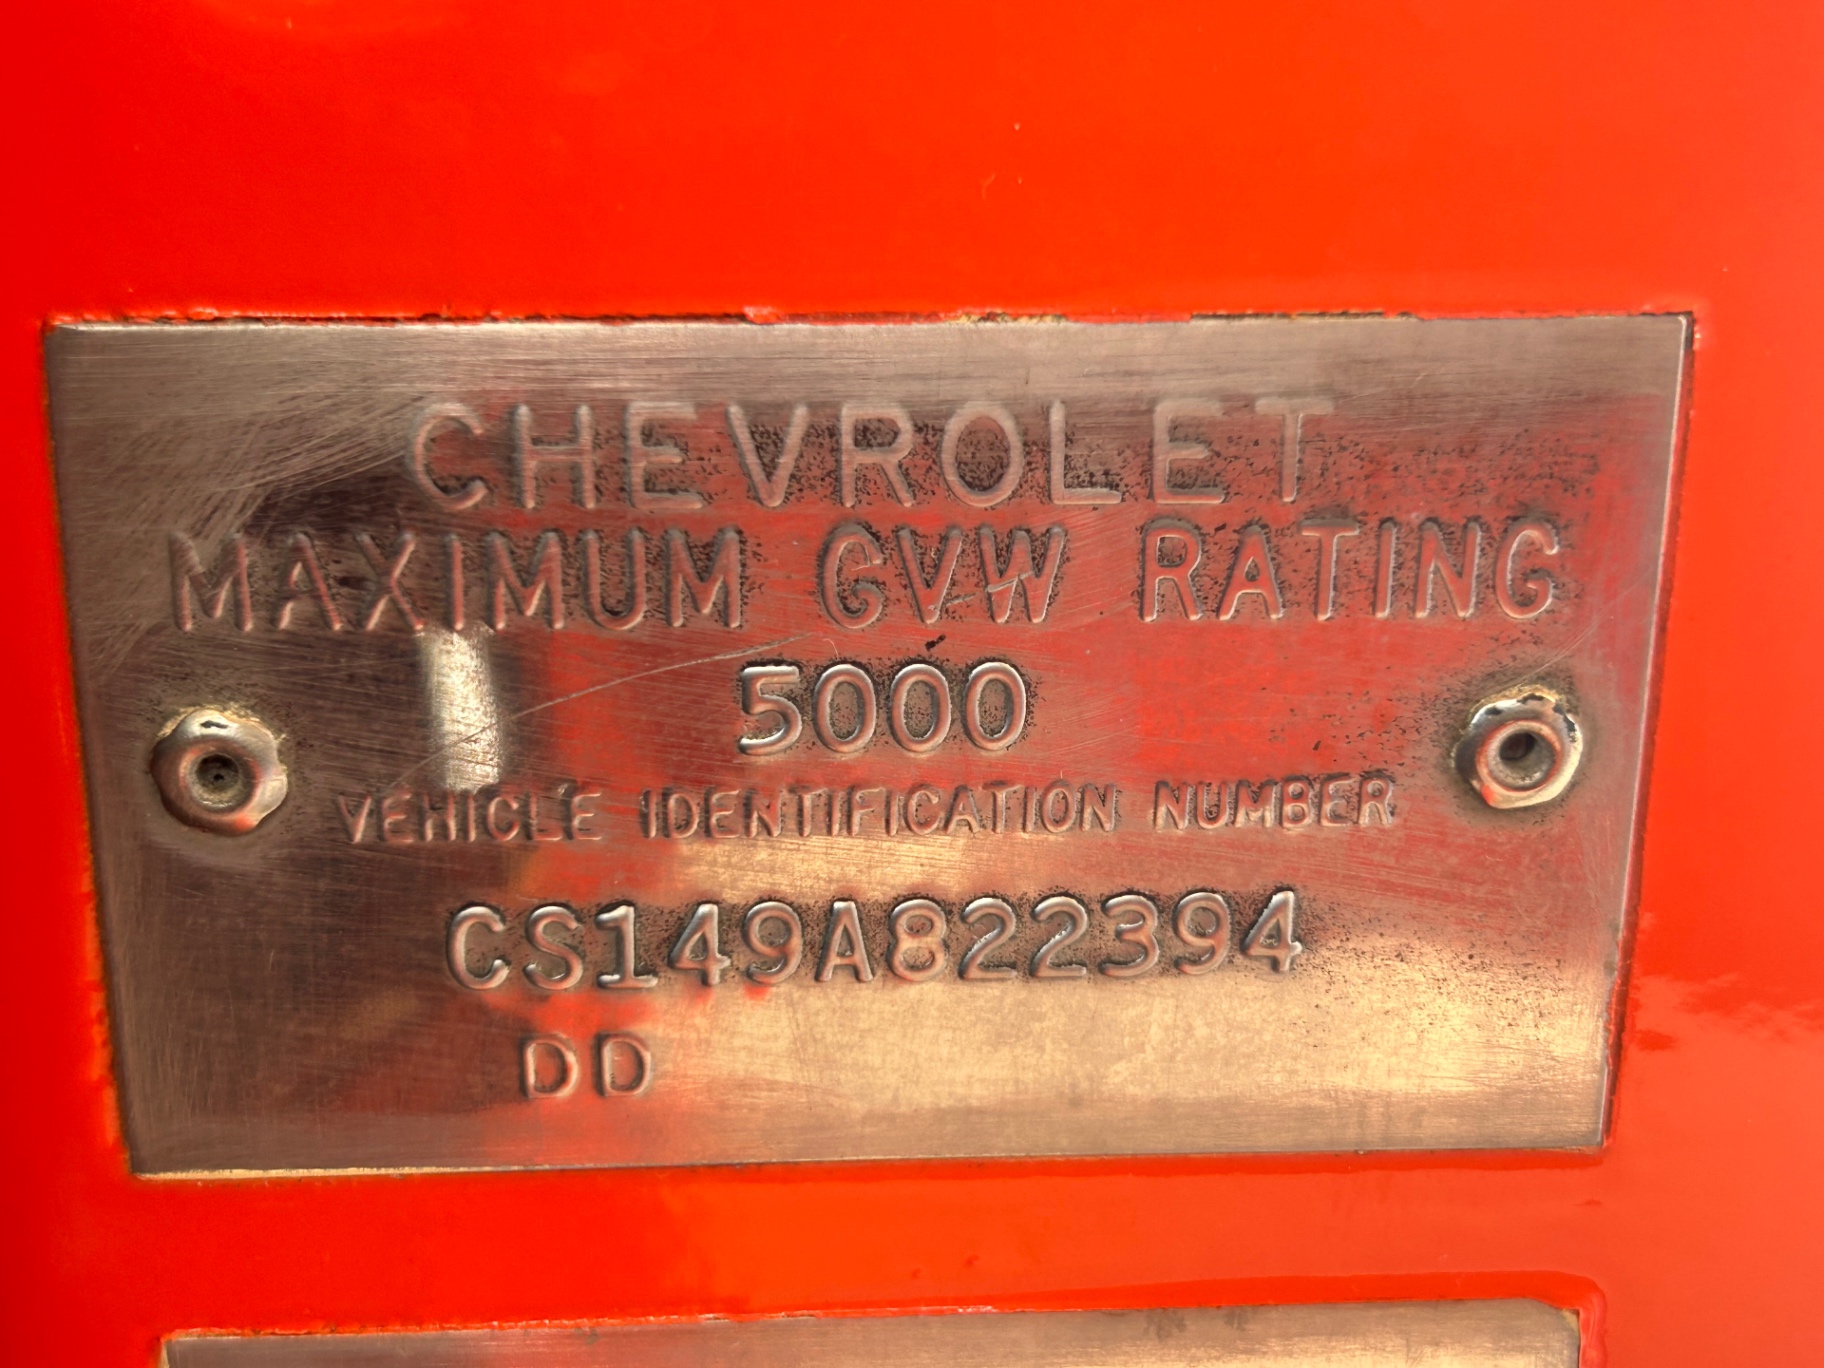 CHEVROLET
MAXIMUM GVW RATING
5000
VEHICLE IDENTIFICATION NUMBER
CS149A822394
DD